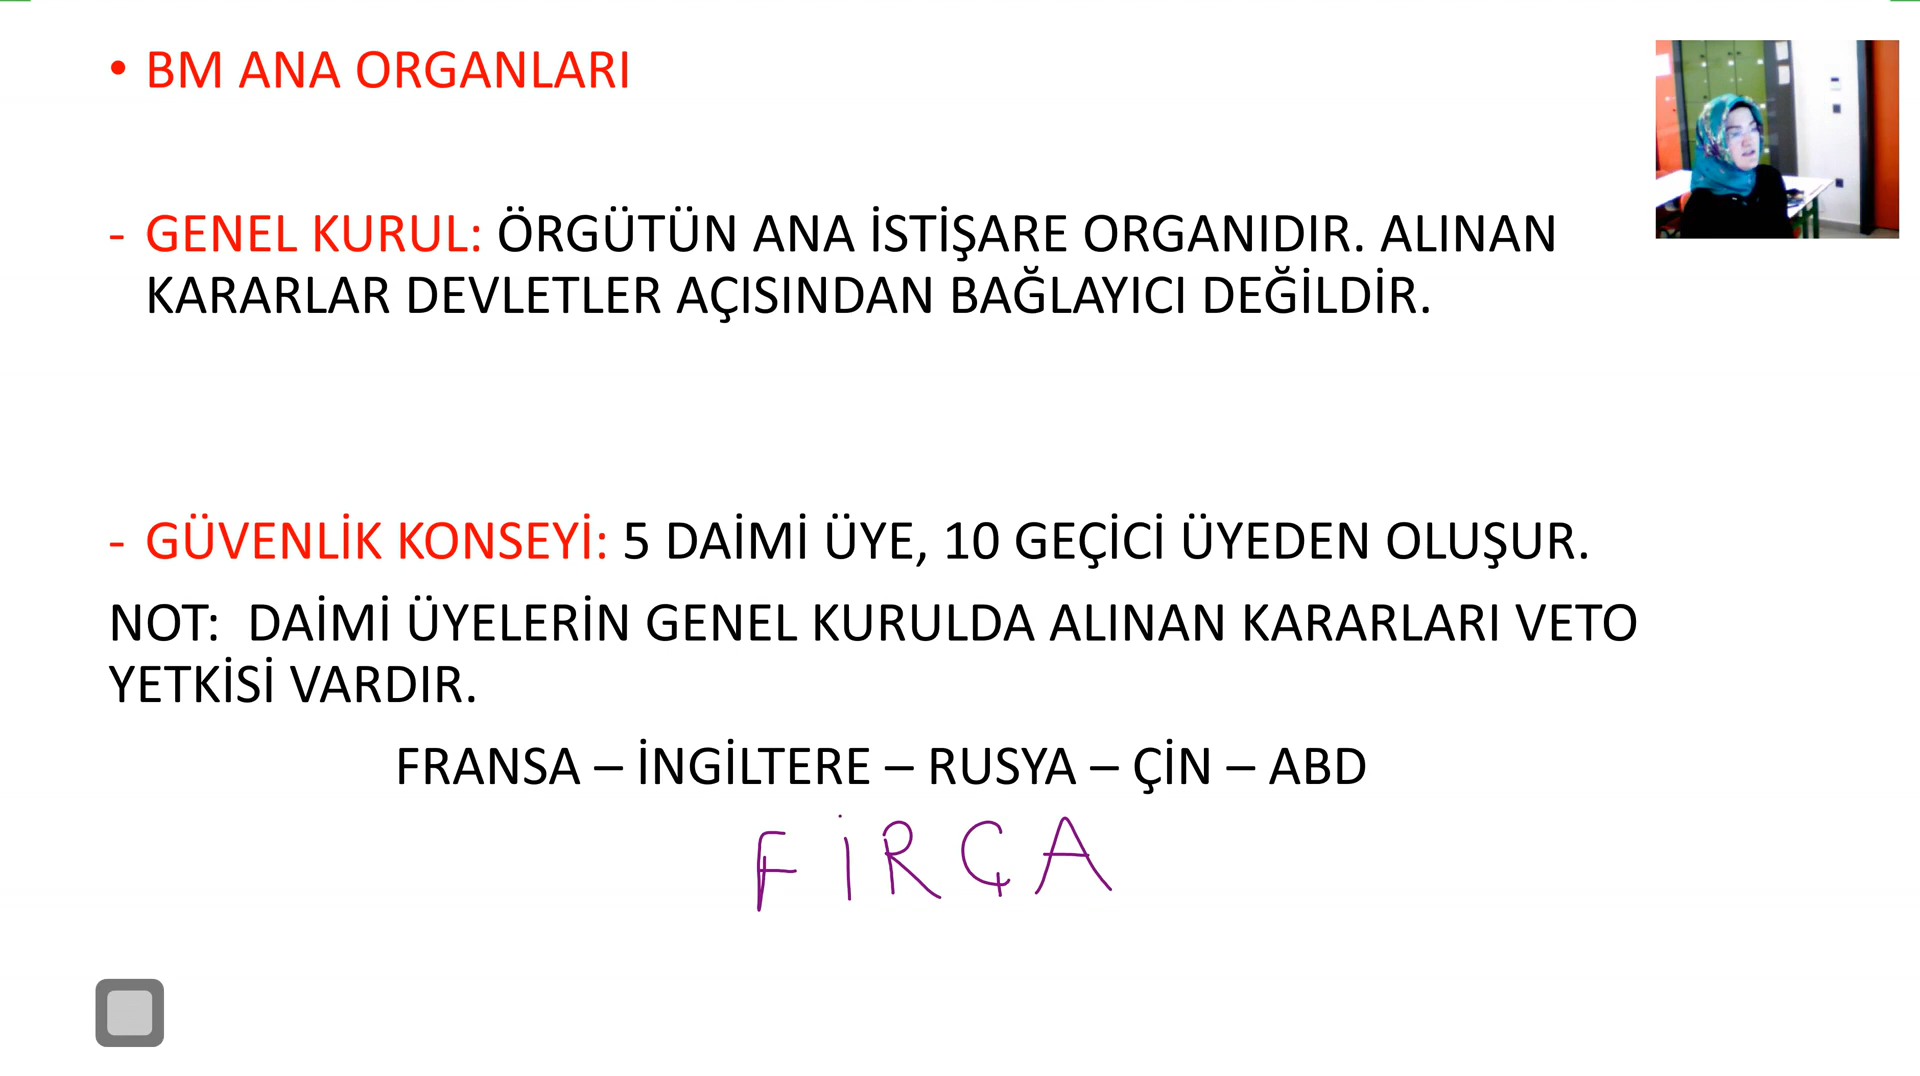 • BM ANA ORGANLARI
- GENEL KURUL: ÖRGÜTÜN ANA İSTİŞARE ORGANIDIR. ALINAN
KARARLAR DEVLETLER AÇISINDAN BAĞLAYICI DEĞİLDİR.
- GÜVENLİK KONSEYİ: 5 DAİMİ ÜYE, 10 GEÇİCİ ÜYEDEN OLUŞUR.
NOT: DAİMİ ÜYELERİN GENEL KURULDA ALINAN KARARLARI VETO
YETKİSİ VARDIR.
FRANSA – İNGİLTERE – RUSYA – ÇİN – ABD
FİRÇA